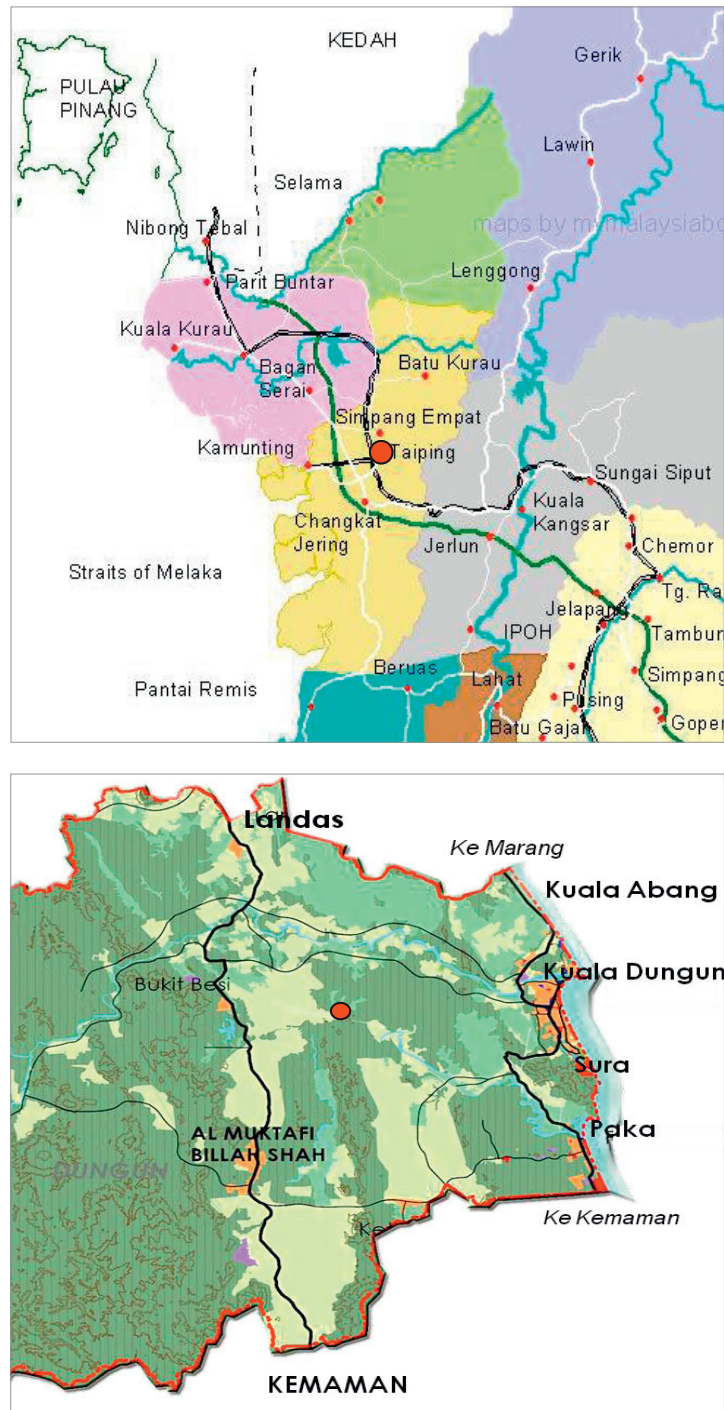 KEDAH
Gerik
PULAU
PINANG
Lawin
Selama
maps by mymalaysiabo
Nibong Tebal
Lenggong
Parit Buntar
Kuala Kurau
Bagan
Serai
Batu Kurau
Simpang Empat
Kamunting
Taiping
Sungai Siput
Kuala
Kangsar
Changkat
Jering
Jerlun
Chemor
Straits of Melaka
Tg. Ra
Jelapang
IPOH
Tambun
Beruas
Lahat
Simpang
Pantai Remis
Pusing
Batu Gajah
Goper
Landas
Ke Marang
Kuala Abang
Kuala Dungun
Bukit Besi
Sura
AL MUKTAFI
BILLAH SHAH
Paka
DUNGUN
Ke Kemaman
KEMAMAN